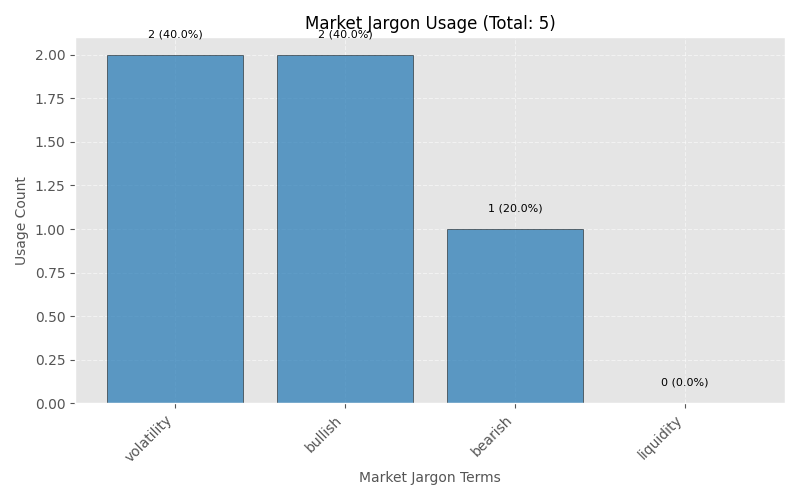 Market Jargon Usage (Total: 5)
2 (40.0%)
2 (40.0%)
1 (20.0%)
0 (0.0%)
Usage Count
2.00
1.75
1.50
1.25
1.00
0.75
0.50
0.25
0.00
volatility
bullish
bearish
liquidity
Market Jargon Terms